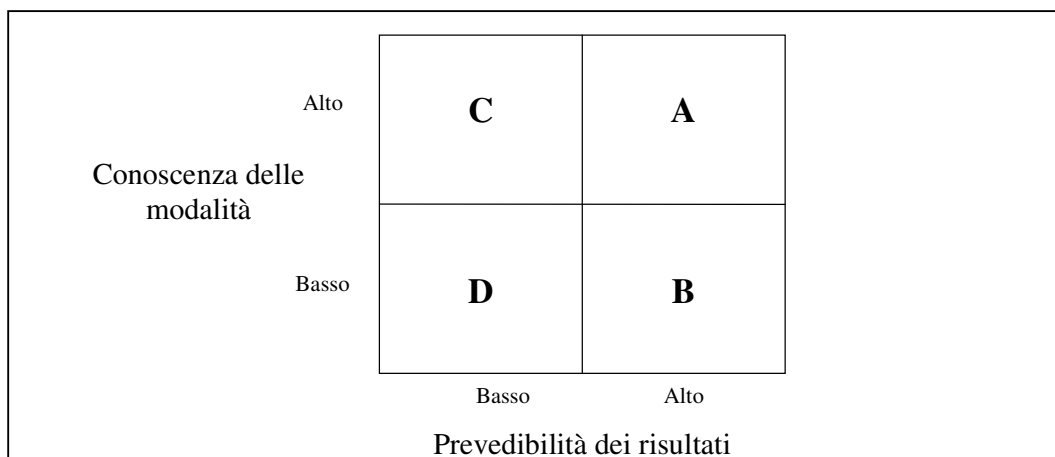 Alto
C
A
Conoscenza delle
modalità
Basso
D
B
Basso
Alto
Prevedibilità dei risultati